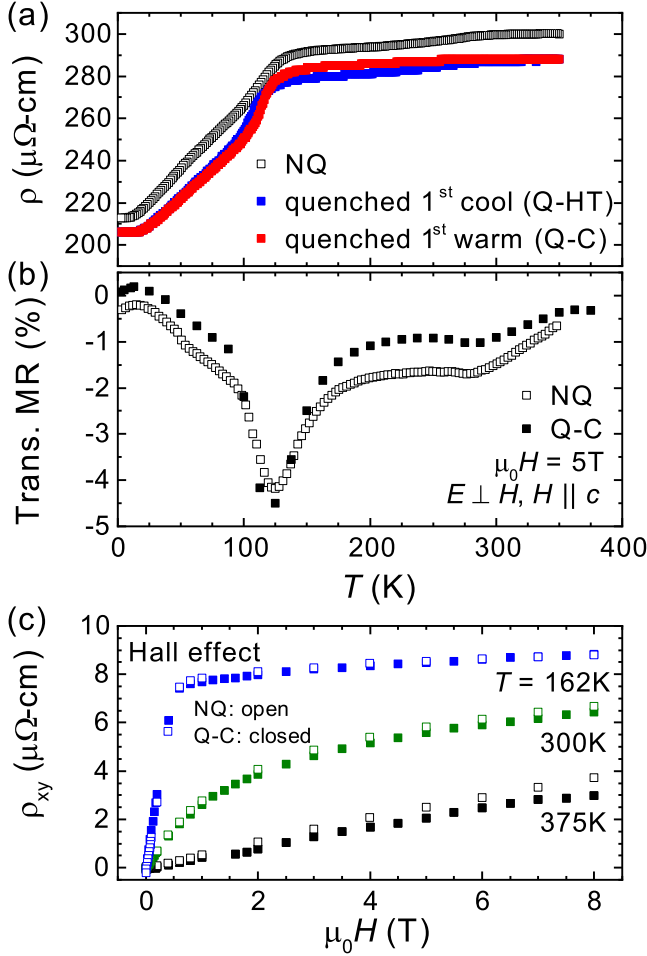 (a)
300
280
260
240
220
200
ρ (μΩ-cm)
NQ
quenched 1st cool (Q-HT)
quenched 1st warm (Q-C)
(b)
0
-1
-2
-3
-4
-5
Trans. MR (%)
NQ
Q-C
μ0H = 5T
E ⊥ H, H || c
0 100 200 300 400
T (K)
(c)
10
8
6
4
2
0
ρxy (μΩ-cm)
Hall effect
NQ: open
Q-C: closed
T = 162K
300K
375K
0 2 4 6 8
μ0H (T)